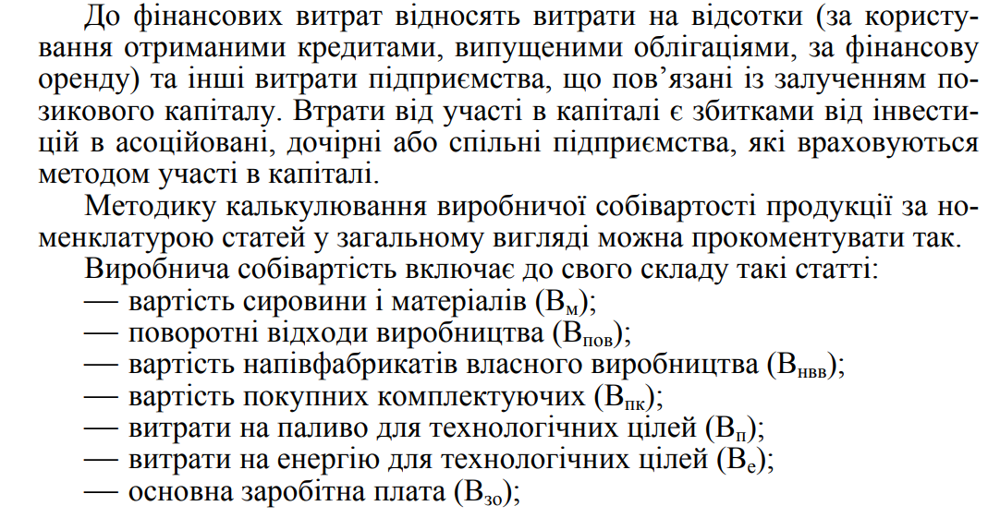 До фінансових витрат відносять витрати на відсотки (за користу-
вання отриманими кредитами, випущеними облігаціями, за фінансову
оренду) та інші витрати підприємства, що пов’язані із залученням по-
зикового капіталу. Втрати від участі в капіталі є збитками від інвести-
цій в асоційовані, дочірні або спільні підприємства, які враховуються
методом участі в капіталі.
Методику калькулювання виробничої собівартості продукції за но-
менклатурою статей у загальному вигляді можна прокоментувати так.
Виробнича собівартість включає до свого складу такі статті:
— вартість сировини і матеріалів (Вм);
— поворотні відходи виробництва (Впов);
— вартість напівфабрикатів власного виробництва (Внвв);
— вартість покупних комплектуючих (Впк);
— витрати на паливо для технологічних цілей (Вп);
— витрати на енергію для технологічних цілей (Ве);
— основна заробітна плата (Взо);